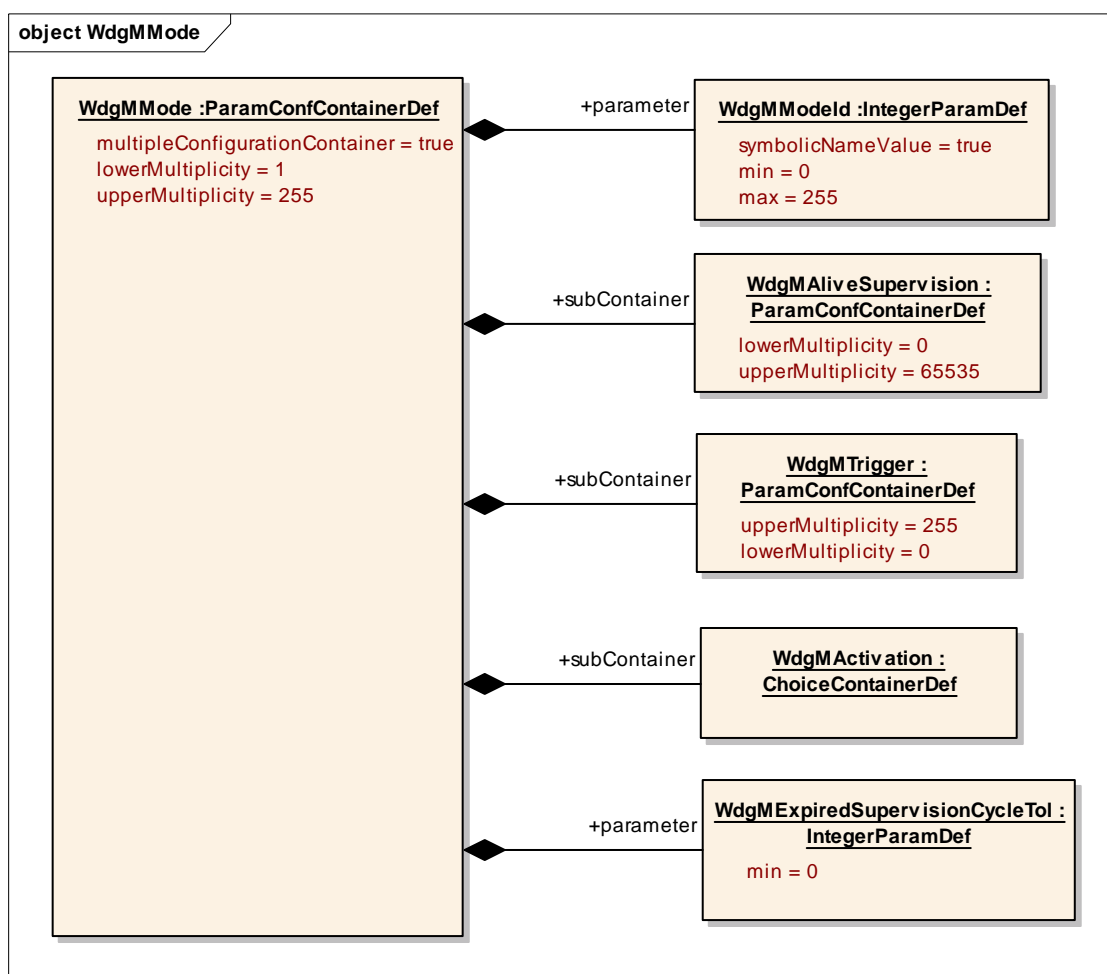 object WdgMMode
WdgMMode :ParamConfContainerDef
multipleConfigurationContainer = true
lowerMultiplicity = 1
upperMultiplicity = 255
+parameter
WdgMModeId :IntegerParamDef
symbolicNameValue = true
min = 0
max = 255
+subContainer
WdgMAliveSupervision :
ParamConfContainerDef
lowerMultiplicity = 0
upperMultiplicity = 65535
+subContainer
WdgMTrigger :
ParamConfContainerDef
upperMultiplicity = 255
lowerMultiplicity = 0
+subContainer
WdgMActivation :
ChoiceContainerDef
+parameter
WdgMExpiredSupervisionCycleTol :
IntegerParamDef
min = 0